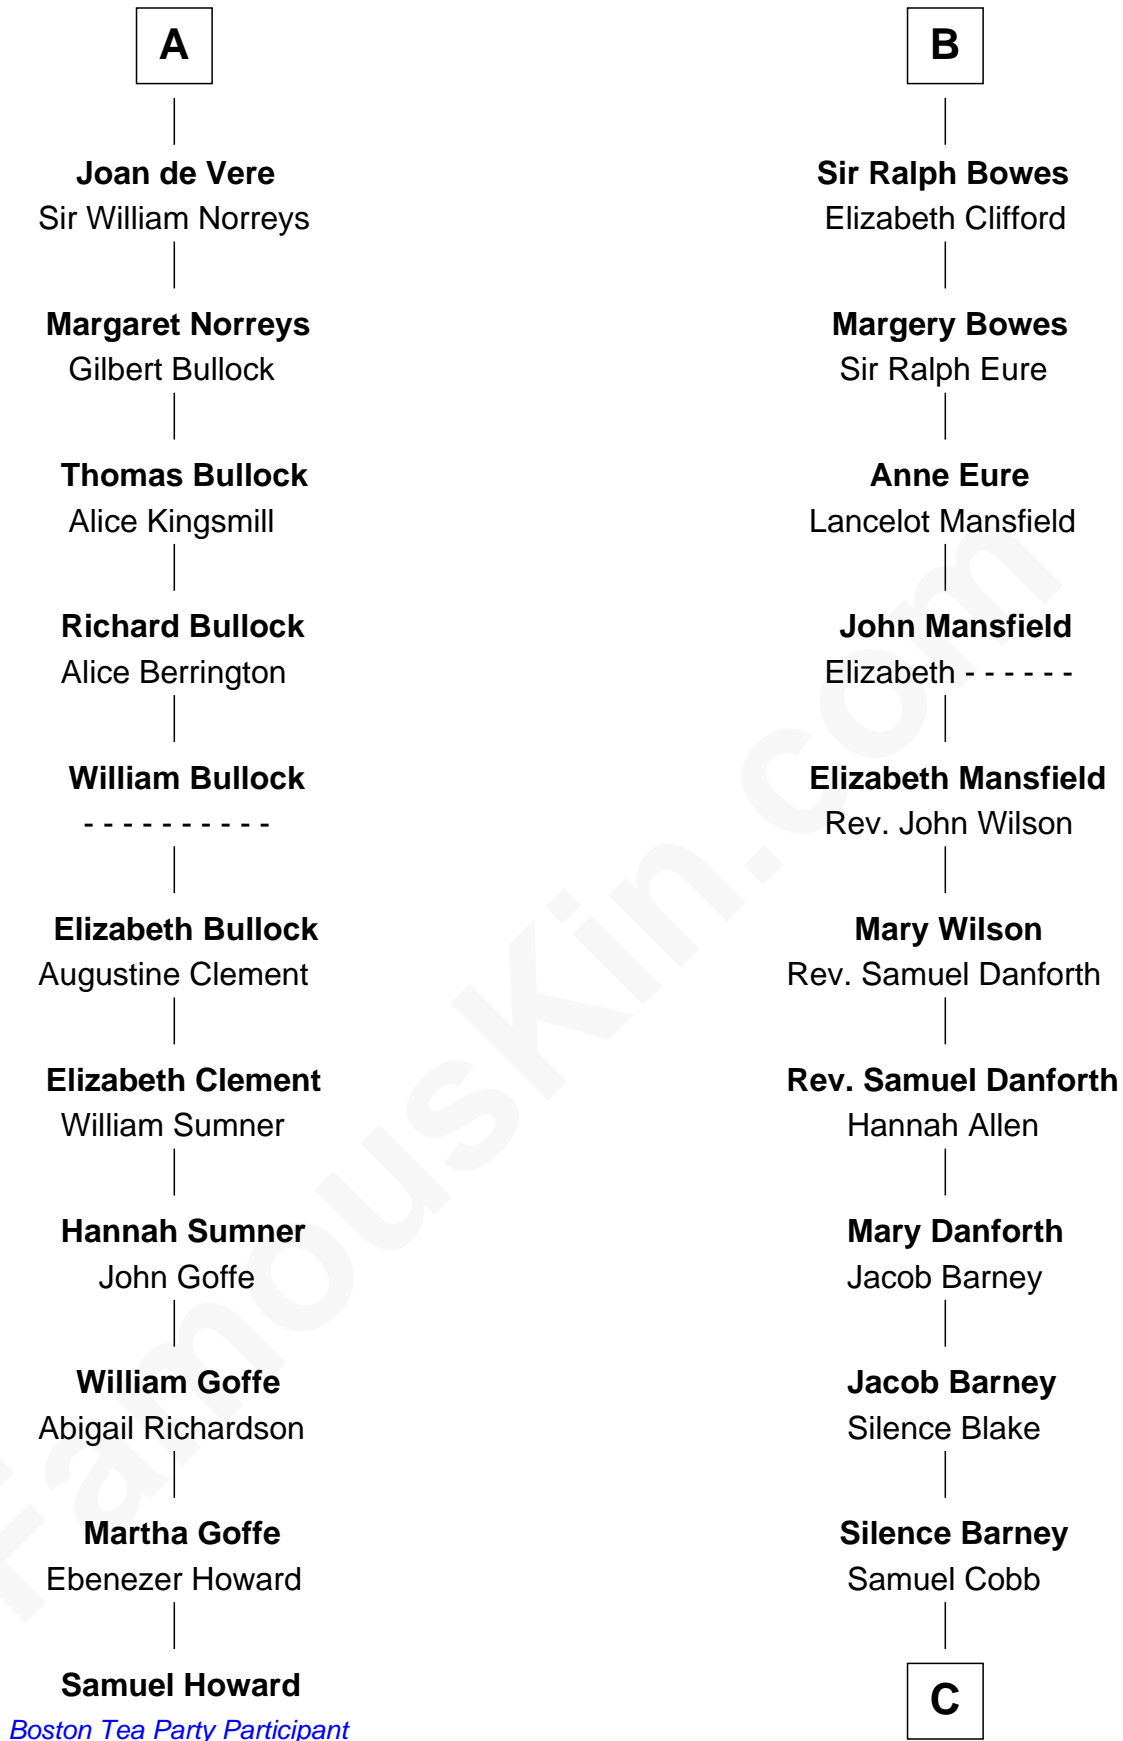 A
Joan de Vere
Sir William Norreys
Margaret Norreys
Gilbert Bullock
Thomas Bullock
Alice Kingsmill
Richard Bullock
Alice Berrington
William Bullock
- - - - - - - - - -
Elizabeth Bullock
Augustine Clement
Elizabeth Clement
William Sumner
Hannah Sumner
John Goffe
William Goffe
Abigail Richardson
Martha Goffe
Ebenezer Howard
Samuel Howard
Boston Tea Party Participant
B
Sir Ralph Bowes
Elizabeth Clifford
Margery Bowes
Sir Ralph Eure
Anne Eure
Lancelot Mansfield
John Mansfield
Elizabeth - - - - - -
Elizabeth Mansfield
Rev. John Wilson
Mary Wilson
Rev. Samuel Danforth
Rev. Samuel Danforth
Hannah Allen
Mary Danforth
Jacob Barney
Jacob Barney
Silence Blake
Silence Barney
Samuel Cobb
C
FamousKin.com